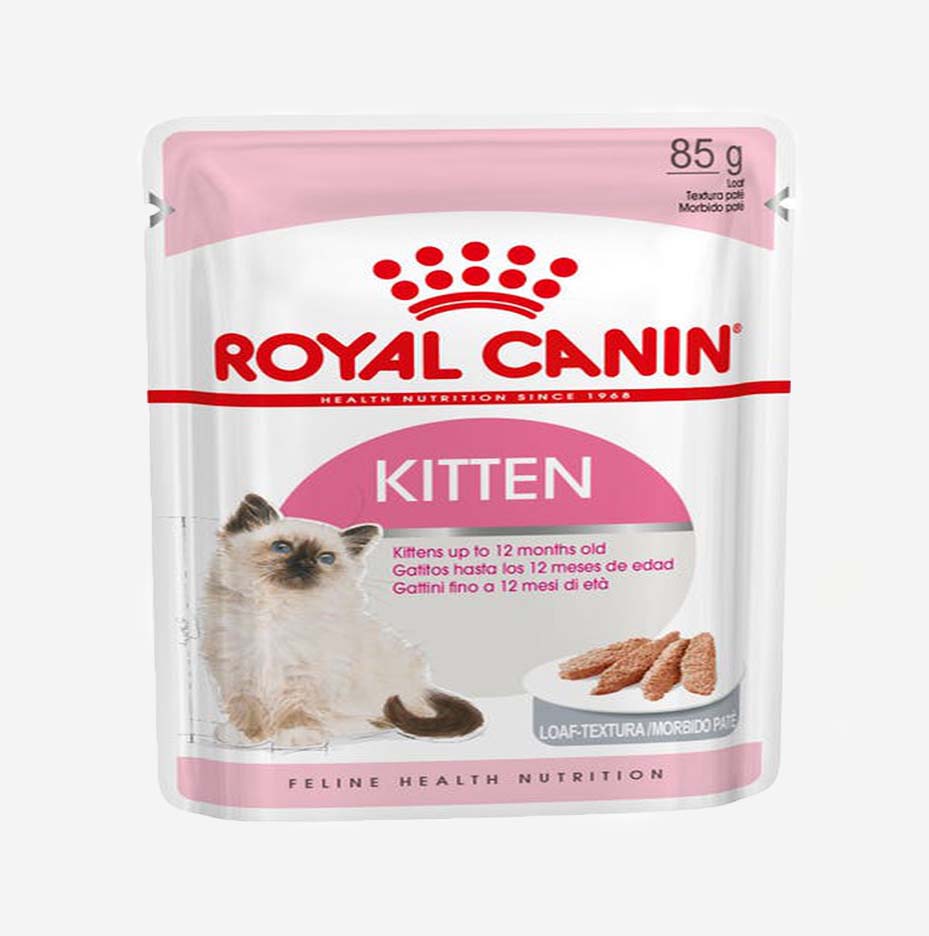 85 g
Loaf
Textura paté
Morbido paté
ROYAL CANIN®
HEALTH NUTRITION SINCE 1968
KITTEN
Kittens up to 12 months old
Gatitos hasta los 12 meses de edad
Gattini fino a 12 mesi di età
LOAF-TEXTURA/MORBIDO PATÉ
FELINE HEALTH NUTRITION